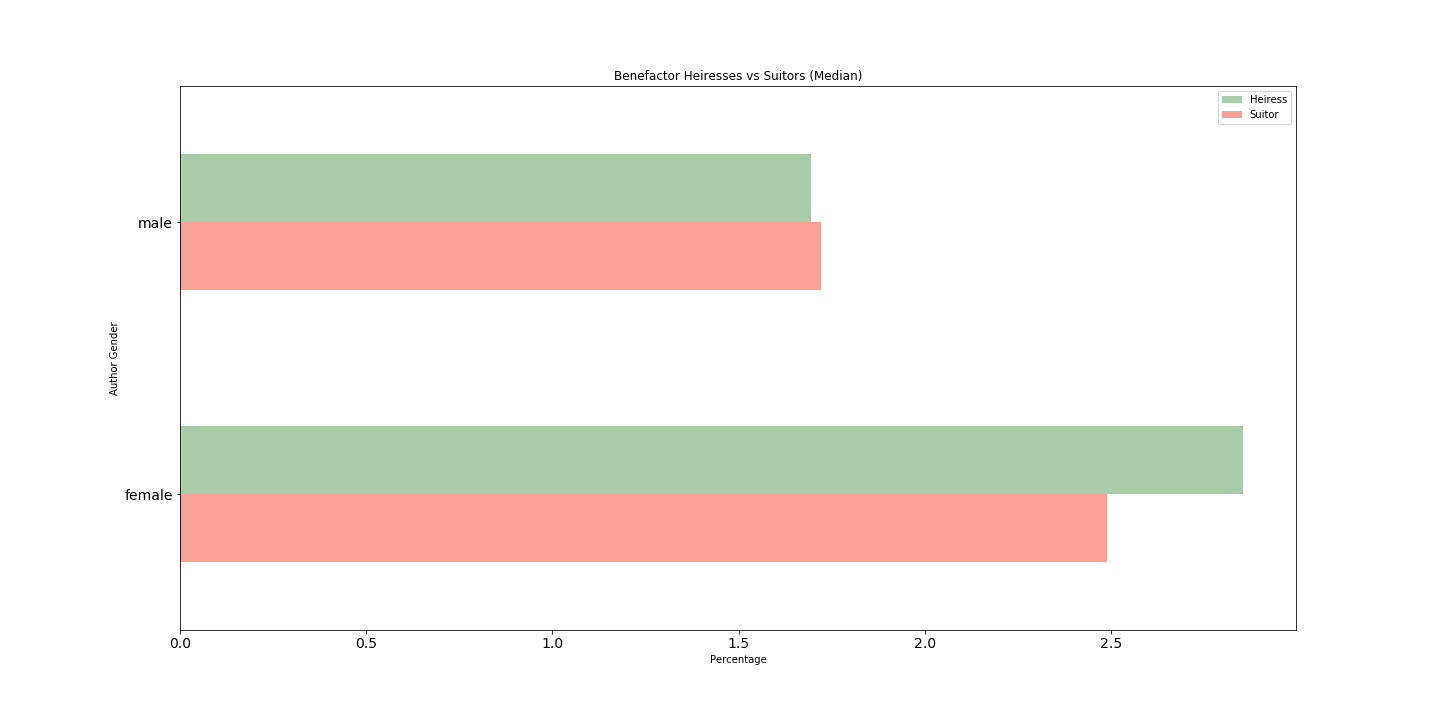 Benefactor Heiresses vs Suitors (Median)
Heiress
Suitor
male
Author Gender
female
0.0 0.5 1.0 1.5 2.0 2.5
Percentage